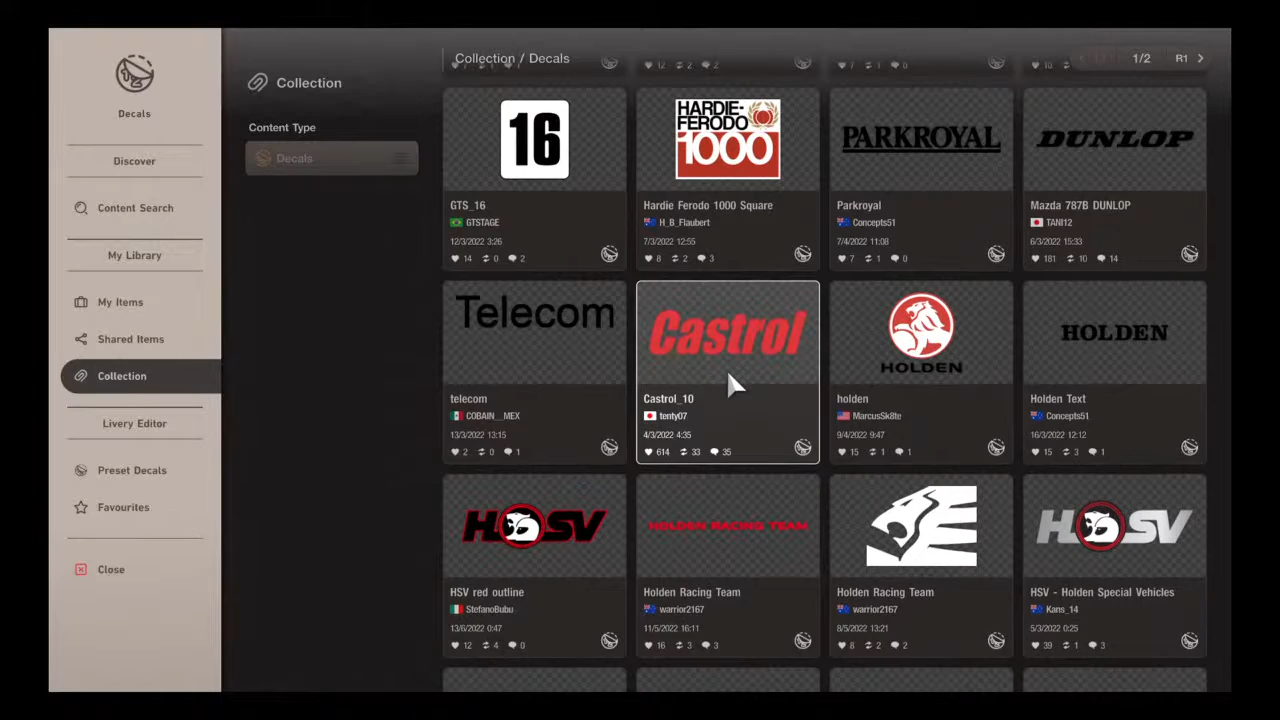 Decals
Discover
Content Search
My Library
My Items
Shared Items
Collection
Livery Editor
Preset Decals
Favourites
Close
Collection
Content Type
Decals
Collection / Decals
1/2 R1
12 2 2
7 1 0
10
16
GTS_16
GTSTAGE
12/3/2022 3:26
14 0 2
HARDIE-
FERODO
1000
Hardie Ferodo 1000 Square
H_B_Flaubert
7/3/2022 12:55
8 2 3
PARKROYAL
Parkroyal
Concepts51
7/4/2022 11:08
7 1 0
DUNLOP
Mazda 787B DUNLOP
TANI12
6/3/2022 15:33
181 10 14
Telecom
telecom
COBAIN__MEX
13/3/2022 13:15
2 0 1
Castrol
Castrol_10
tenty07
4/3/2022 4:35
614 33 35
HOLDEN
holden
MarcusSk8te
9/4/2022 9:47
15 1 1
HOLDEN
Holden Text
Concepts51
16/3/2022 12:12
15 3 1
HSV
HSV red outline
StefanoBubu
13/6/2022 0:47
12 4 0
HOLDEN RACING TEAM
Holden Racing Team
warrior2167
11/5/2022 16:11
16 3 3
Holden Racing Team
warrior2167
8/5/2022 13:21
8 2 2
HSV
HSV - Holden Special Vehicles
Kans_14
5/3/2022 0:25
39 1 3